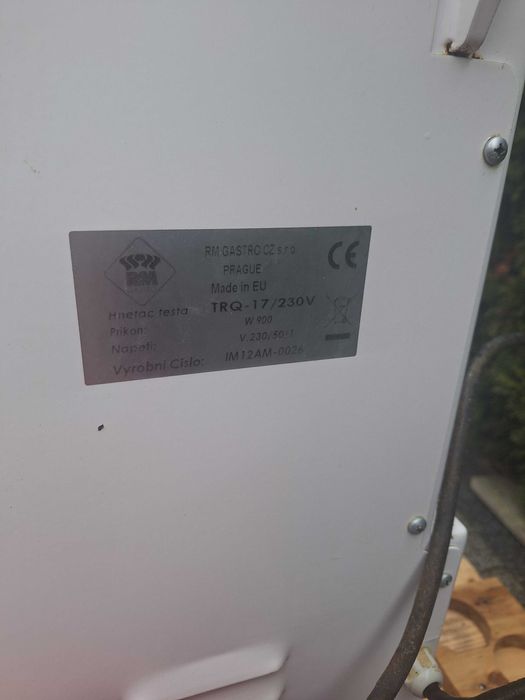 RM
RM GASTRO CZ s.r.o.
PRAGUE
Made in EU
CE
Hnetac testa TRQ-17/230V
Prikon: W 900
Napeti: V.230/50/1
Vyrobni Cislo: IM12AM-0026